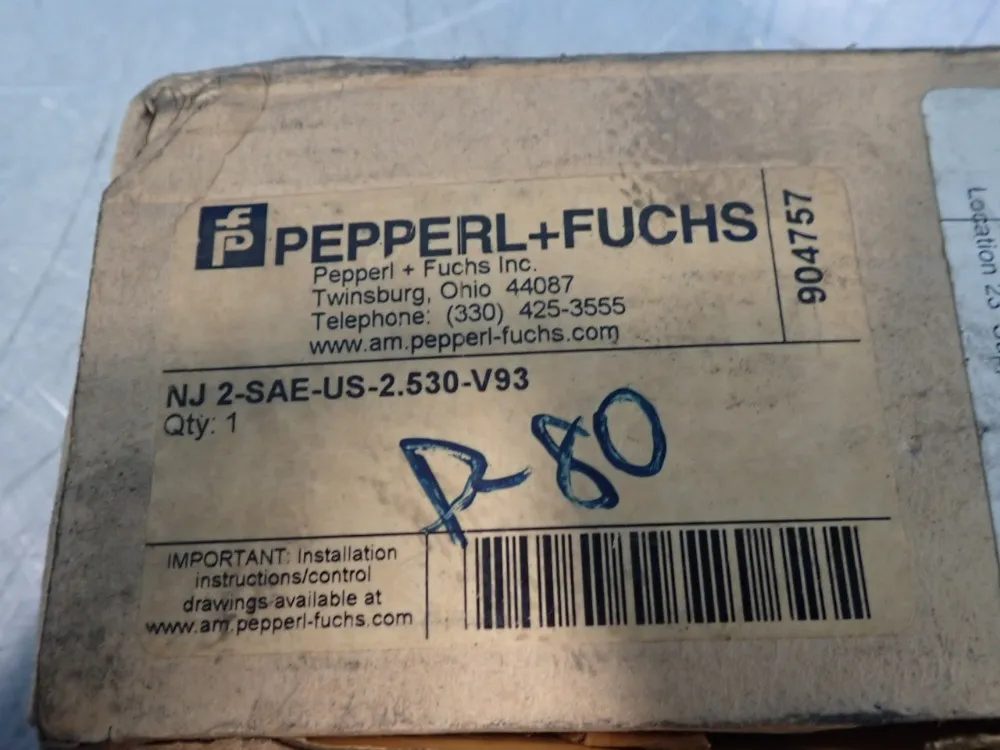 PEPPERL+FUCHS
Pepperl + Fuchs Inc.
Twinsburg, Ohio 44087
Telephone: (330) 425-3555
www.am.pepperl-fuchs.com
904757
NJ 2-SAE-US-2.530-V93
Qty: 1
P-80
IMPORTANT: Installation
instructions/control
drawings available at
www.am.pepperl-fuchs.com
Location 23